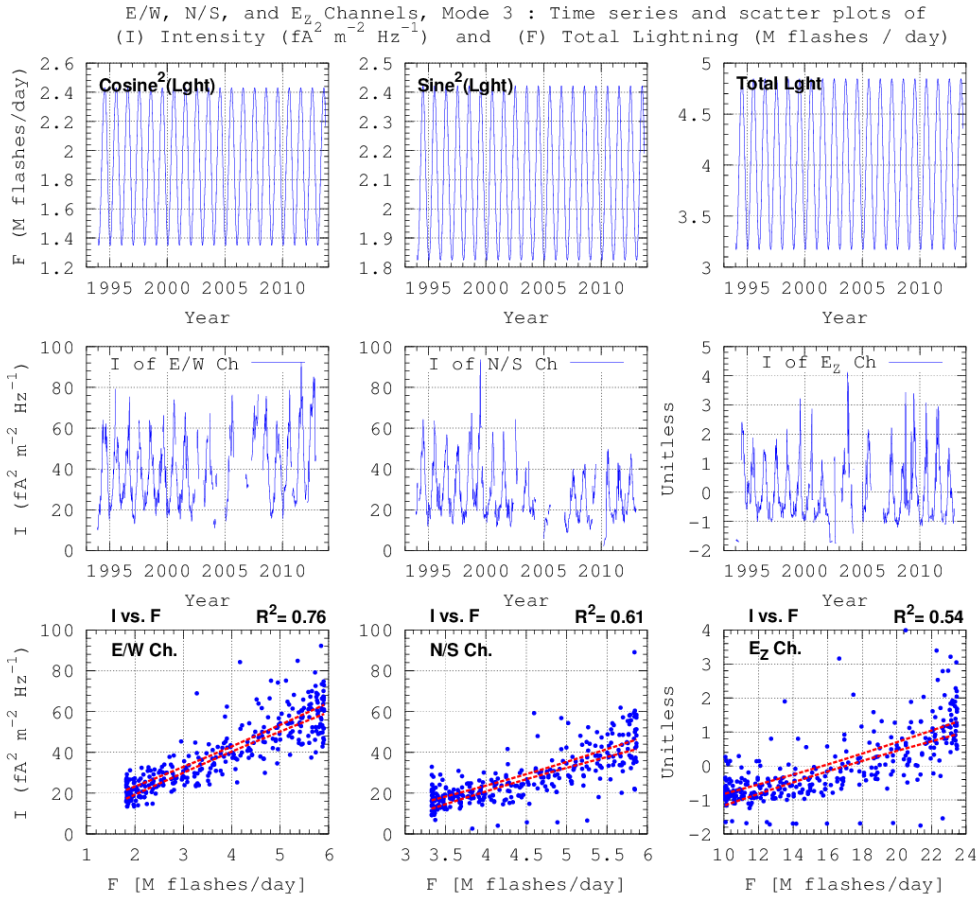 E/W, N/S, and E_Z Channels, Mode 3 : Time series and scatter plots of
(I) Intensity (fA² m⁻² Hz⁻¹) and (F) Total Lightning (M flashes / day)
F (M flashes/day)
2.6
2.4
2.2
2
1.8
1.6
1.4
1.2
Cosine²(Lght)
1995 2000 2005 2010
Year
2.5
2.4
2.3
2.2
2.1
2
1.9
1.8
Sine²(Lght)
1995 2000 2005 2010
Year
5
4.5
4
3.5
3
Total Lght
1995 2000 2005 2010
Year
I (fA² m⁻² Hz⁻¹)
100
80
60
40
20
0
I of E/W Ch
1995 2000 2005 2010
Year
100
80
60
40
20
0
I of N/S Ch
1995 2000 2005 2010
Year
Unitless
5
4
3
2
1
0
-1
-2
I of E_Z Ch
1995 2000 2005 2010
Year
I vs. F R²= 0.76
I (fA² m⁻² Hz⁻¹)
100
80
60
40
20
0
E/W Ch.
1 2 3 4 5 6
F [M flashes/day]
I vs. F R²= 0.61
100
80
60
40
20
0
N/S Ch.
3 3.5 4 4.5 5 5.5 6
F [M flashes/day]
I vs. F R²= 0.54
Unitless
4
3
2
1
0
-1
-2
E_Z Ch.
10 12 14 16 18 20 22 24
F [M flashes/day]